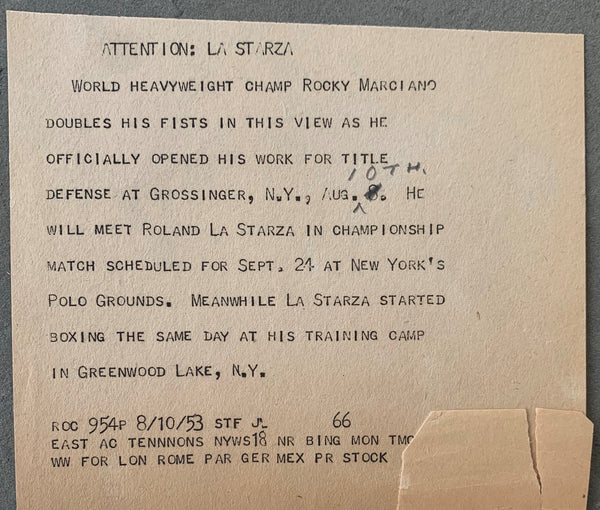 ATTENTION: LA STARZA
WORLD HEAVYWEIGHT CHAMP ROCKY MARCIANO
DOUBLES HIS FISTS IN THIS VIEW AS HE
OFFICIALLY OPENED HIS WORK FOR TITLE
10TH.
DEFENSE AT GROSSINGER, N.Y., AUG. 8. HE
WILL MEET ROLAND LA STARZA IN CHAMPIONSHIP
MATCH SCHEDULED FOR SEPT. 24 AT NEW YORK'S
POLO GROUNDS. MEANWHILE LA STARZA STARTED
BOXING THE SAME DAY AT HIS TRAINING CAMP
IN GREENWOOD LAKE, N.Y.
ROC 954P 8/10/53 STF 66
EAST AC TENNNONS NYWS18 NR BING MON TMC
WW FOR LON ROME PAR GER MEX PR STOCK